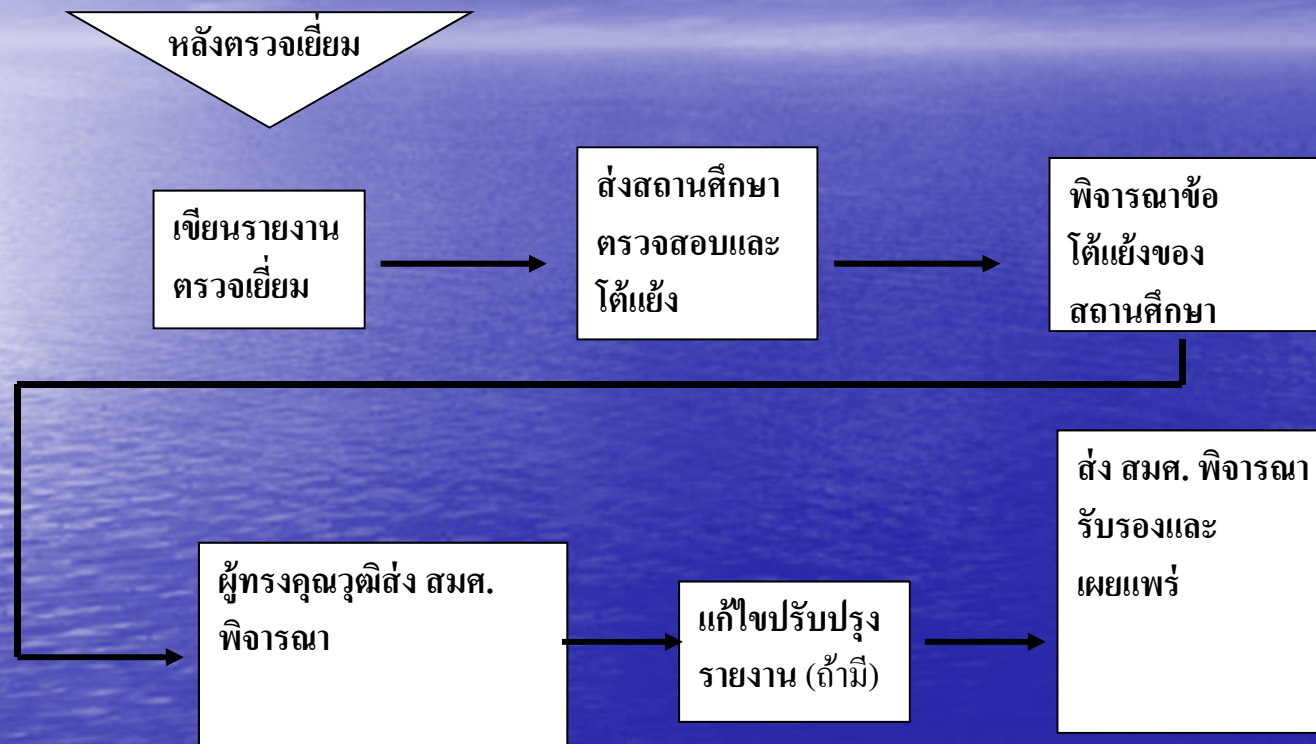 หลังตรวจเยี่ยม
เขียนรายงาน
ตรวจเยี่ยม
ส่งสถานศึกษา
ตรวจสอบและ
โต้แย้ง
พิจารณาข้อ
โต้แย้งของ
สถานศึกษา
ผู้ทรงคุณวุฒิส่ง สมศ.
พิจารณา
แก้ไขปรับปรุง
รายงาน (ถ้ามี)
ส่ง สมศ. พิจารณา
รับรองและ
เผยแพร่